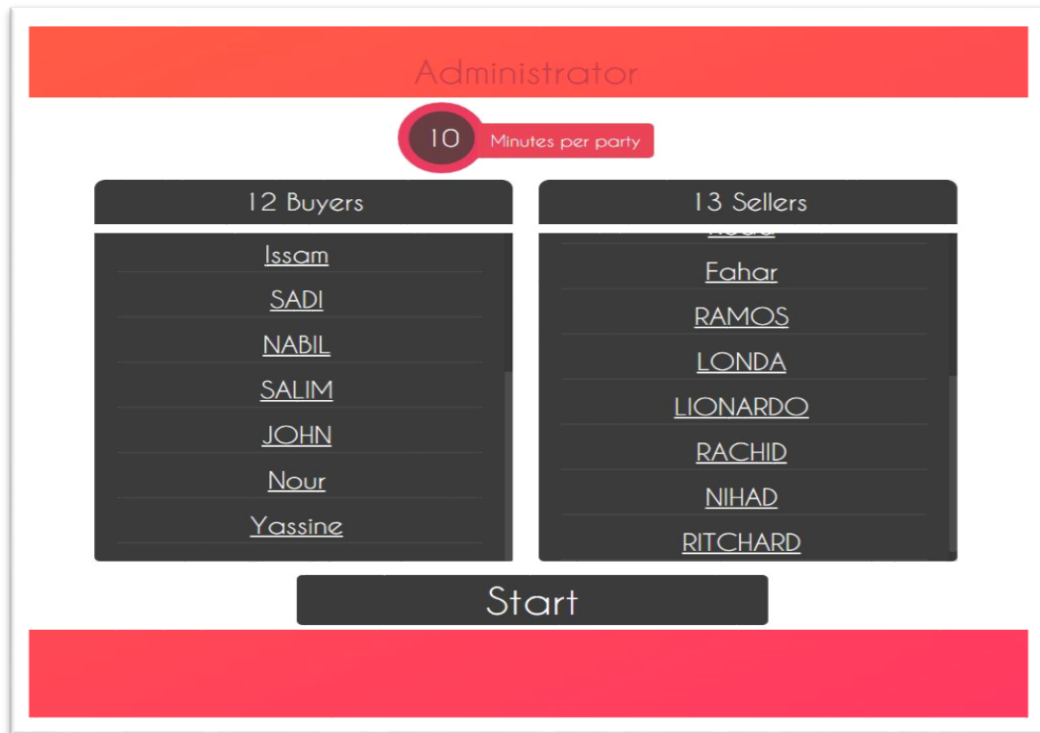 Administrator
10 Minutes per party
12 Buyers
Issam
SADI
NABIL
SALIM
JOHN
Nour
Yassine
13 Sellers
Fahar
RAMOS
LONDA
LIONARDO
RACHID
NIHAD
RITCHARD
Start